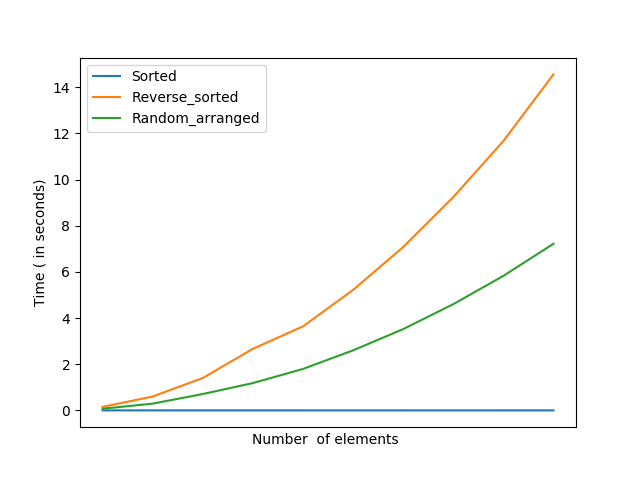 Sorted
Reverse_sorted
Random_arranged
14
12
10
8
6
4
2
0
Time ( in seconds)
Number  of elements